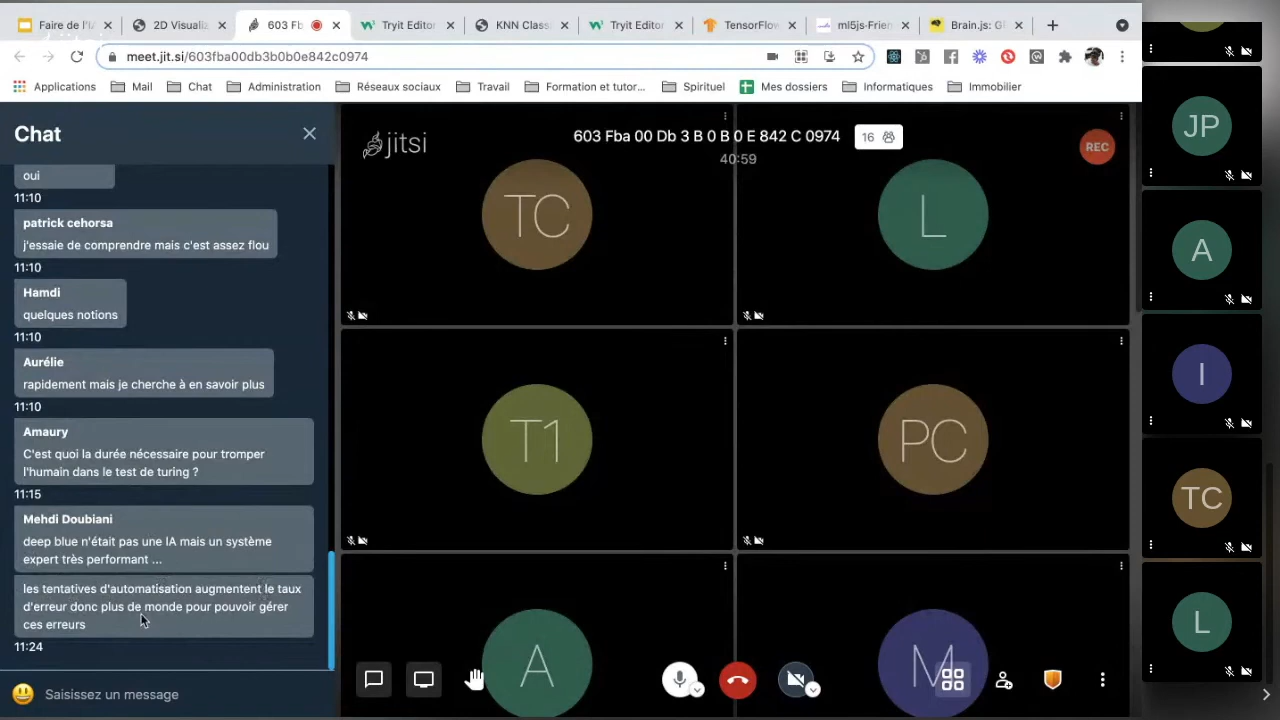 Faire de l'I
2D Visualiz
603 Fb
Tryit Editor
KNN Class
Tryit Editor
TensorFlow
ml5js·Frien
Brain.js: G
meet.jit.si/603fba00db3b0b0e842c0974
Applications
Mail
Chat
Administration
Réseaux sociaux
Travail
Formation et tutor...
Spirituel
Mes dossiers
Informatiques
Immobilier
Chat
oui
11:10
patrick cehorsa
j'essaie de comprendre mais c'est assez flou
11:10
Hamdi
quelques notions
11:10
Aurélie
rapidement mais je cherche à en savoir plus
11:10
Amaury
C'est quoi la durée nécessaire pour tromper
l'humain dans le test de turing ?
11:15
Mehdi Doubiani
deep blue n'était pas une IA mais un système
expert très performant ...
les tentatives d'automatisation augmentent le taux
d'erreur donc plus de monde pour pouvoir gérer
ces erreurs
11:24
Saisissez un message
jitsi
603 Fba 00 Db 3 B 0 B 0 E 842 C 0974
16
40:59
REC
TC
L
T1
PC
A
M
JP
A
I
TC
L